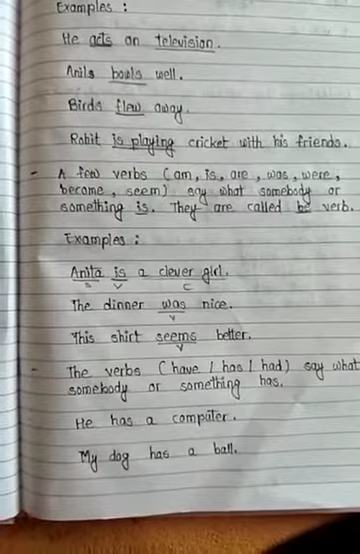 Examples :
He acts on television.
Anils bowls well.
Birds flew away.
Rohit is playing cricket with his friends.
- A few verbs (am, is, are, was, were,
become, seem) say what somebody or
something is. They are called be verb.
Examples :
Anita is a clever girl.
S V C
The dinner was nice.
V
This shirt seems better.
V
- The verbs (have / has / had) say what
somebody or something has.
He has a computer.
My dog has a ball.